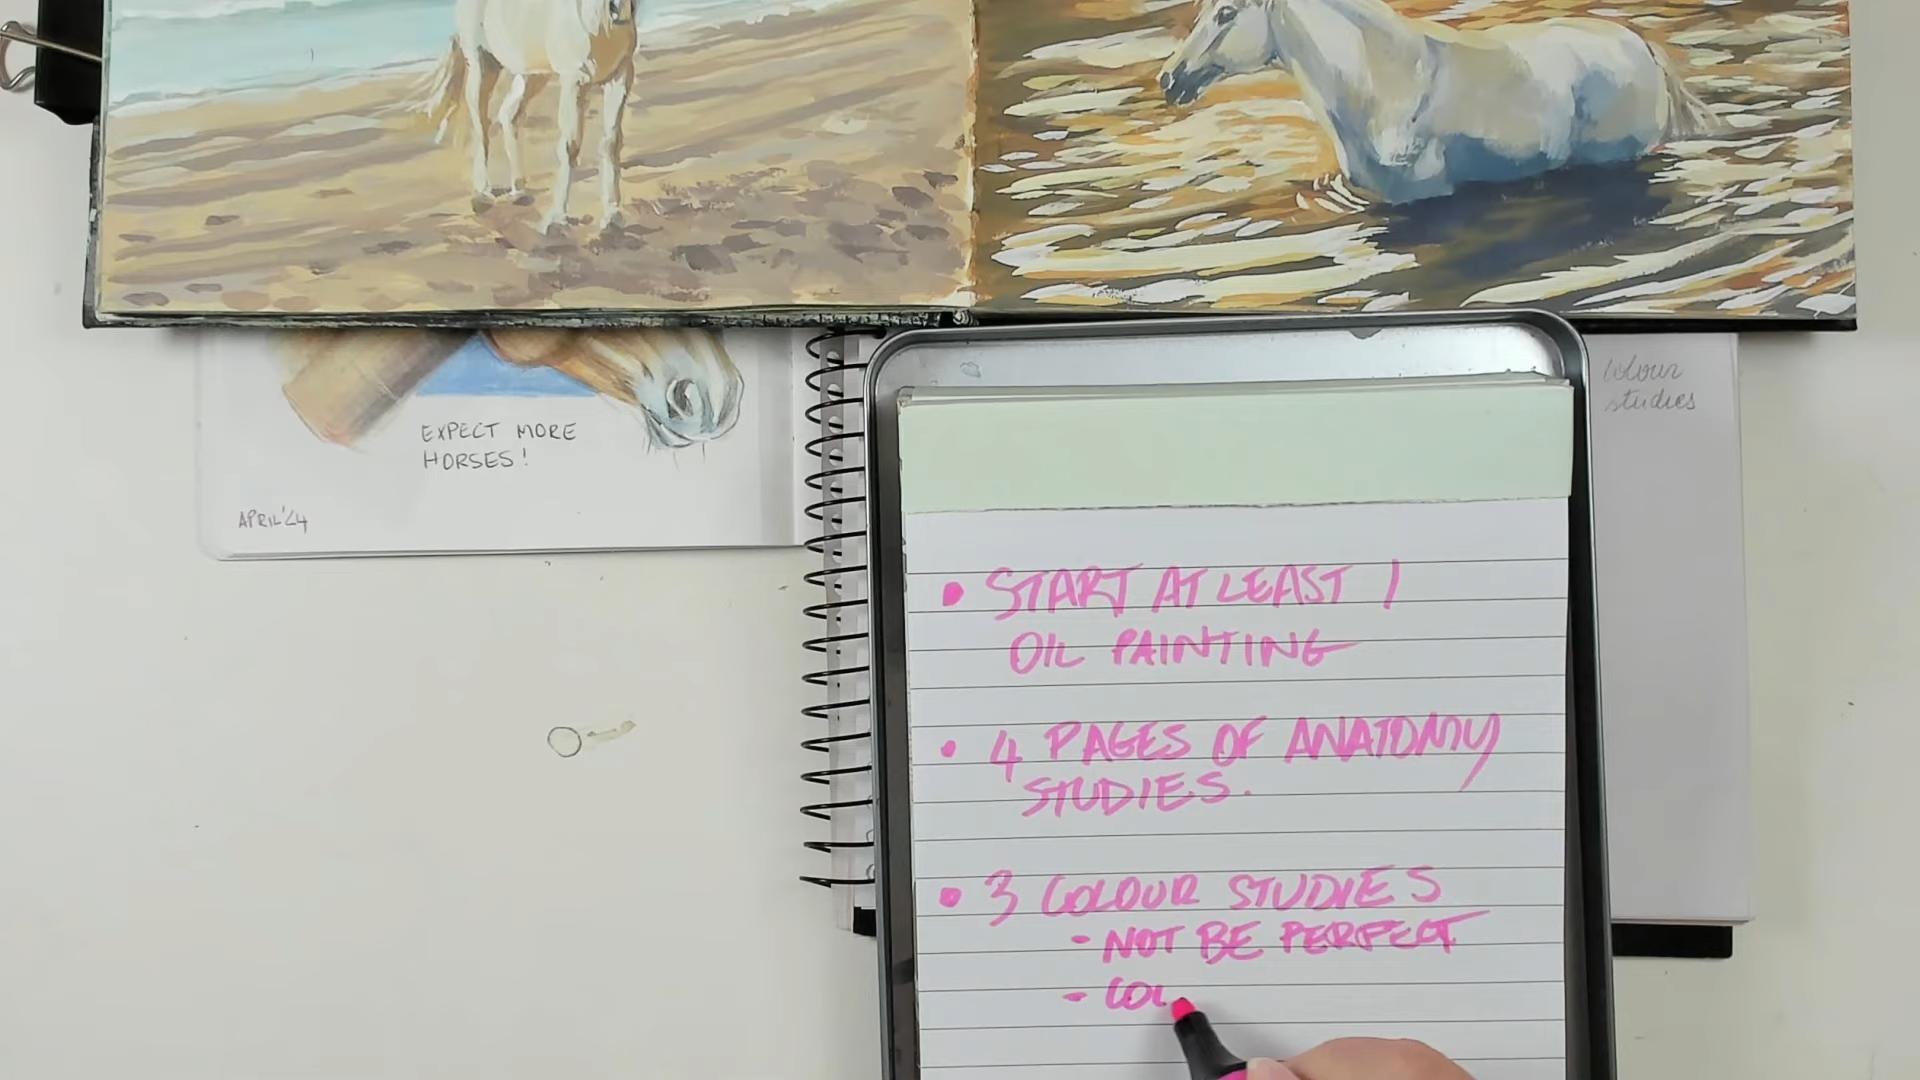 EXPECT MORE
HORSES!
APRIL'24
colour
studies
• START AT LEAST 1
OIL PAINTING
• 4 PAGES OF ANATOMY
STUDIES.
• 3 COLOUR STUDIES
- NOT BE PERFECT
- COL